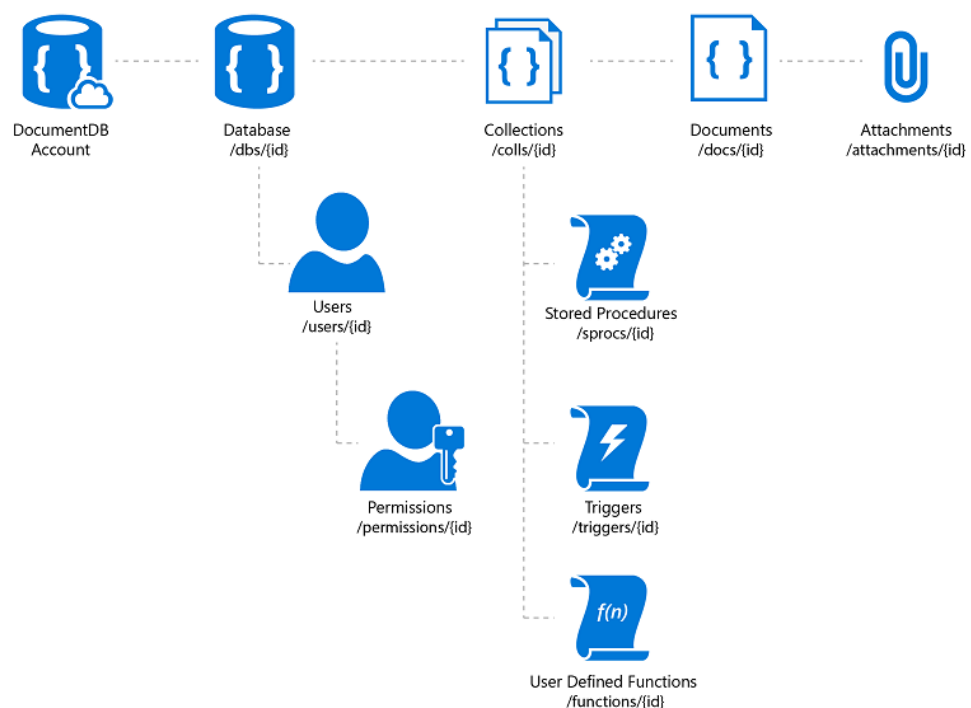 DocumentDB
Account
Database
/dbs/{id}
Collections
/colls/{id}
Documents
/docs/{id}
Attachments
/attachments/{id}
Users
/users/{id}
Stored Procedures
/sprocs/{id}
Permissions
/permissions/{id}
Triggers
/triggers/{id}
f(n)
User Defined Functions
/functions/{id}